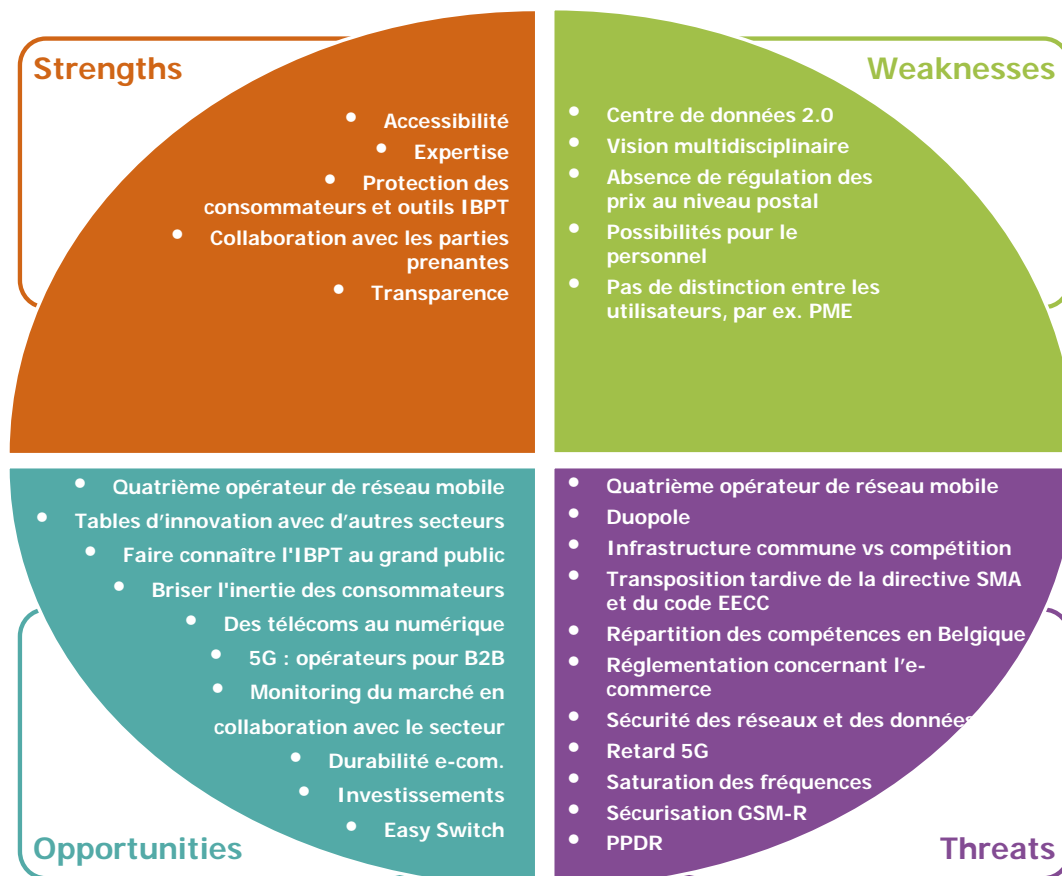 Strengths
• Accessibilité
• Expertise
• Protection des
consommateurs et outils IBPT
• Collaboration avec les parties
prenantes
• Transparence
Weaknesses
• Centre de données 2.0
• Vision multidisciplinaire
• Absence de régulation des
prix au niveau postal
• Possibilités pour le
personnel
• Pas de distinction entre les
utilisateurs, par ex. PME
• Quatrième opérateur de réseau mobile
• Tables d'innovation avec d'autres secteurs
• Faire connaître l'IBPT au grand public
• Briser l'inertie des consommateurs
• Des télécoms au numérique
• 5G : opérateurs pour B2B
• Monitoring du marché en
collaboration avec le secteur
• Durabilité e-com.
• Investissements
• Easy Switch
Opportunities
• Quatrième opérateur de réseau mobile
• Duopole
• Infrastructure commune vs compétition
• Transposition tardive de la directive SMA
et du code EECC
• Répartition des compétences en Belgique
• Réglementation concernant l'e-
commerce
• Sécurité des réseaux et des données
• Retard 5G
• Saturation des fréquences
• Sécurisation GSM-R
• PPDR
Threats